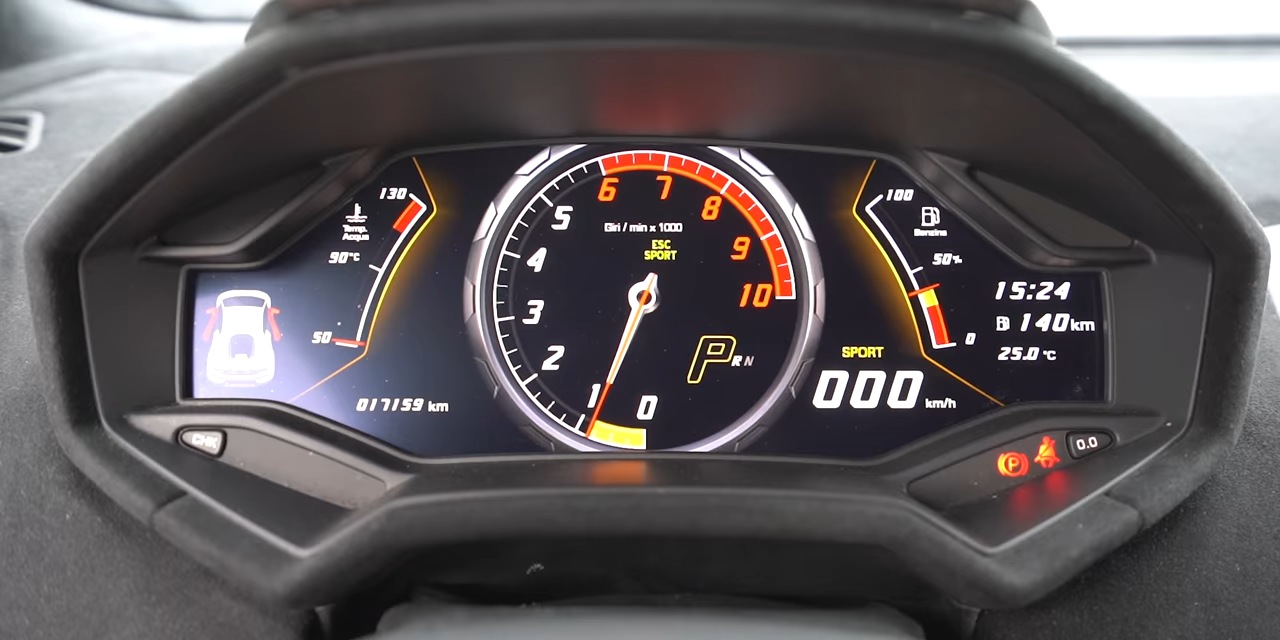 130
Temp.
Acqua
90°C
50
017159 km
CHK
0
1
2
3
4
5
6
7
8
9
10
Giri / min x 1000
ESC
SPORT
P R N
SPORT
000 km/h
100
Benzina
50%
0
15:24
140km
25.0 °C
P
0.0